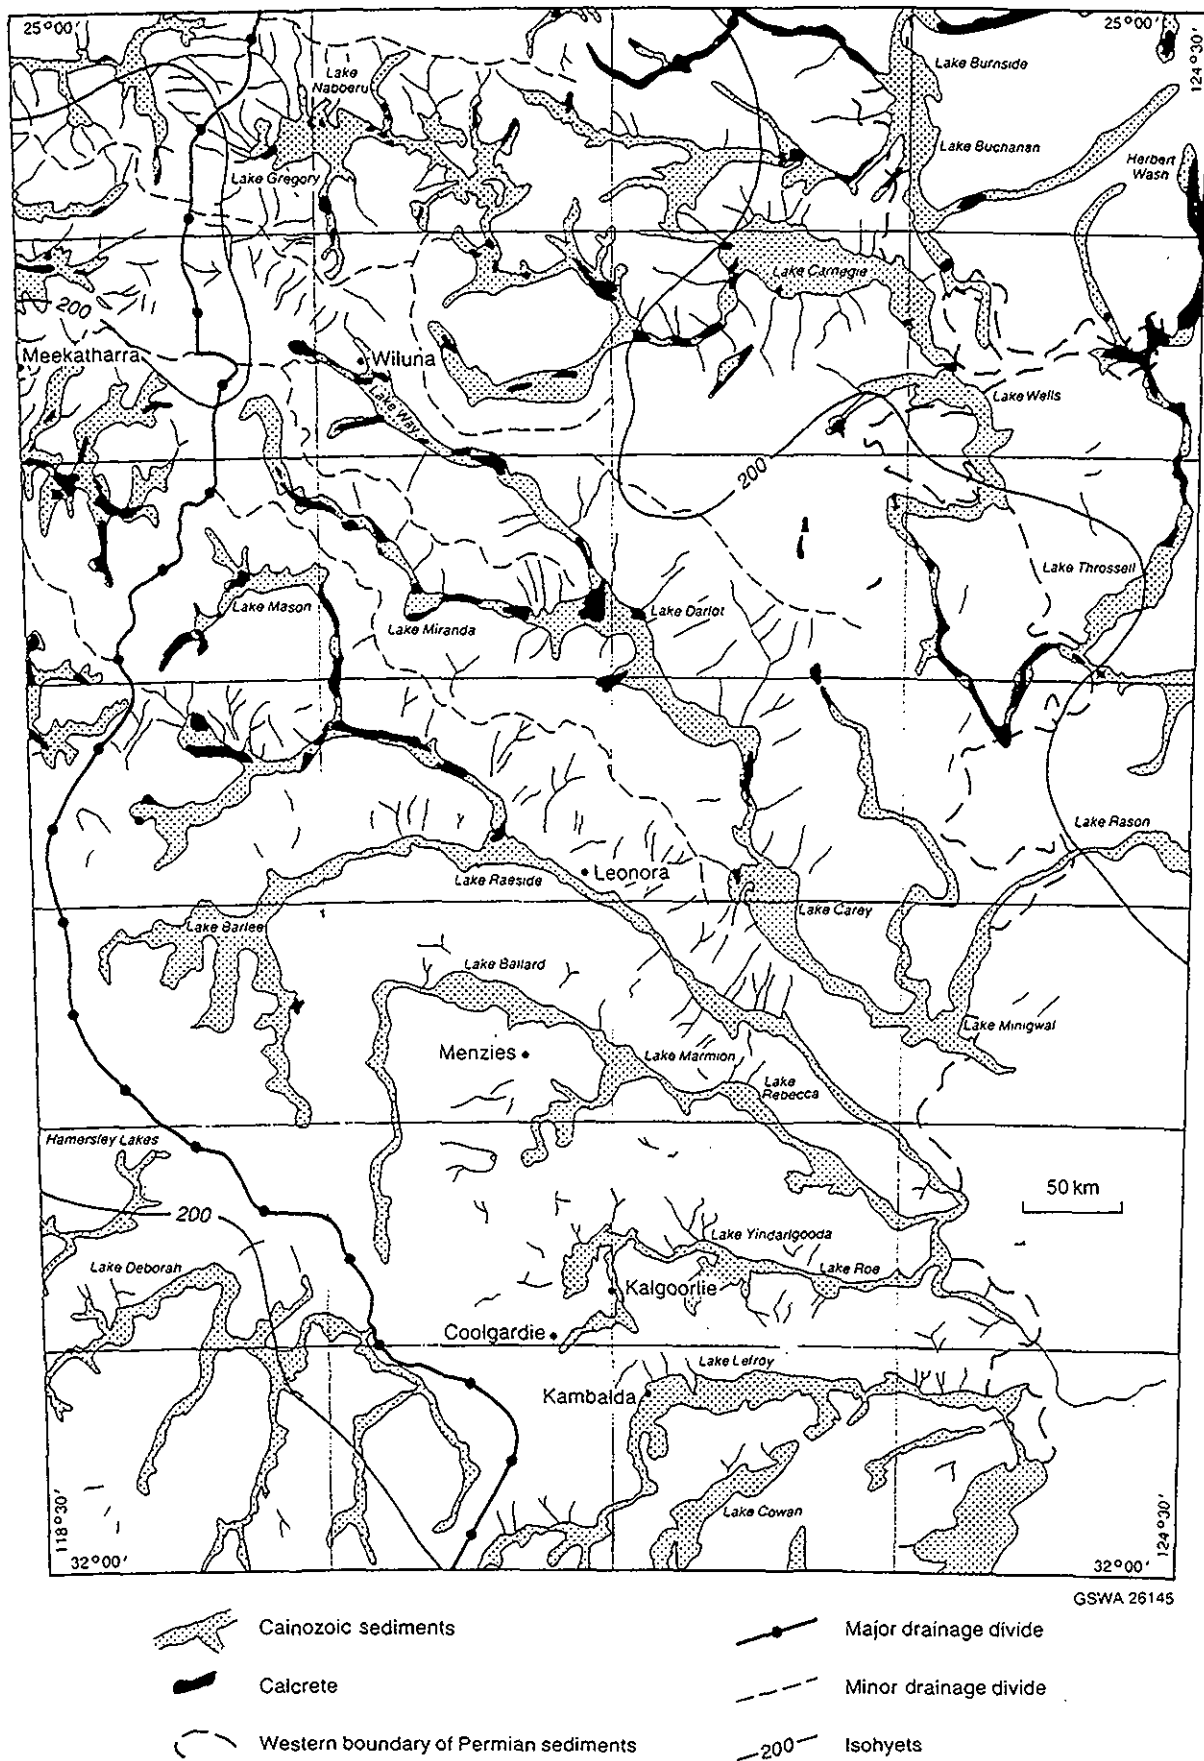 25°00'
25°00'
124°30'
Lake
Nabberu
Lake Burnside
Lake Buchanan
Herbert
Wash
Lake Gregory
Lake Carnegie
200
Meekatharra
Wiluna
Lake Way
Lake Wells
200
Lake Throssell
Lake Mason
Lake Miranda
Lake Darlot
Lake Rason
Lake Raeside
Leonora
Lake Carey
Lake Barlee
Lake Ballard
Lake Minigwal
Menzies
Lake Marmion
Lake
Rebecca
Hamersley Lakes
50 km
200
Lake Yindarlgooda
Lake Deborah
Lake Roe
Kalgoorlie
Coolgardie
Lake Lefroy
Kambalda
Lake Cowan
118°30'
124°30'
32°00'
32°00'
GSWA 26145
Cainozoic sediments
Major drainage divide
Calcrete
Minor drainage divide
Western boundary of Permian sediments
200
Isohyets